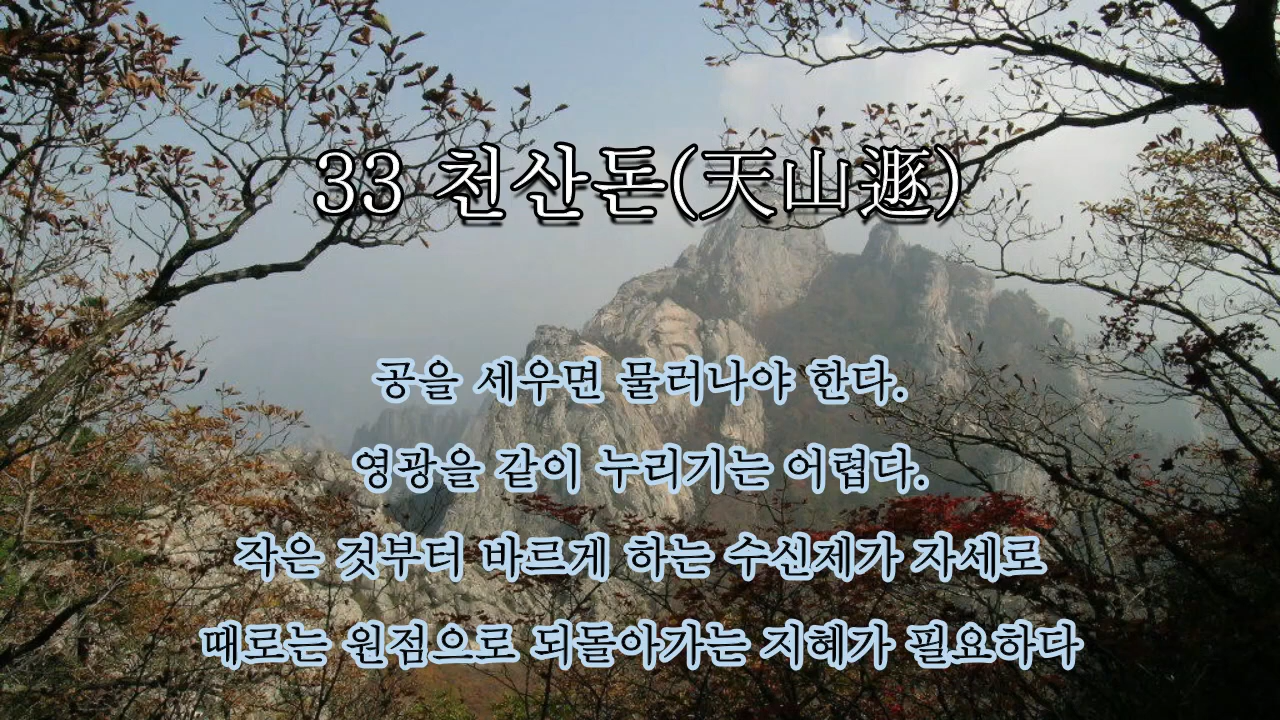 33 천산돈(天山遯)
공을 세우면 물러나야 한다.
영광을 같이 누리기는 어렵다.
작은 것부터 바르게 하는 수신제가 자세로
때로는 원점으로 되돌아가는 지혜가 필요하다